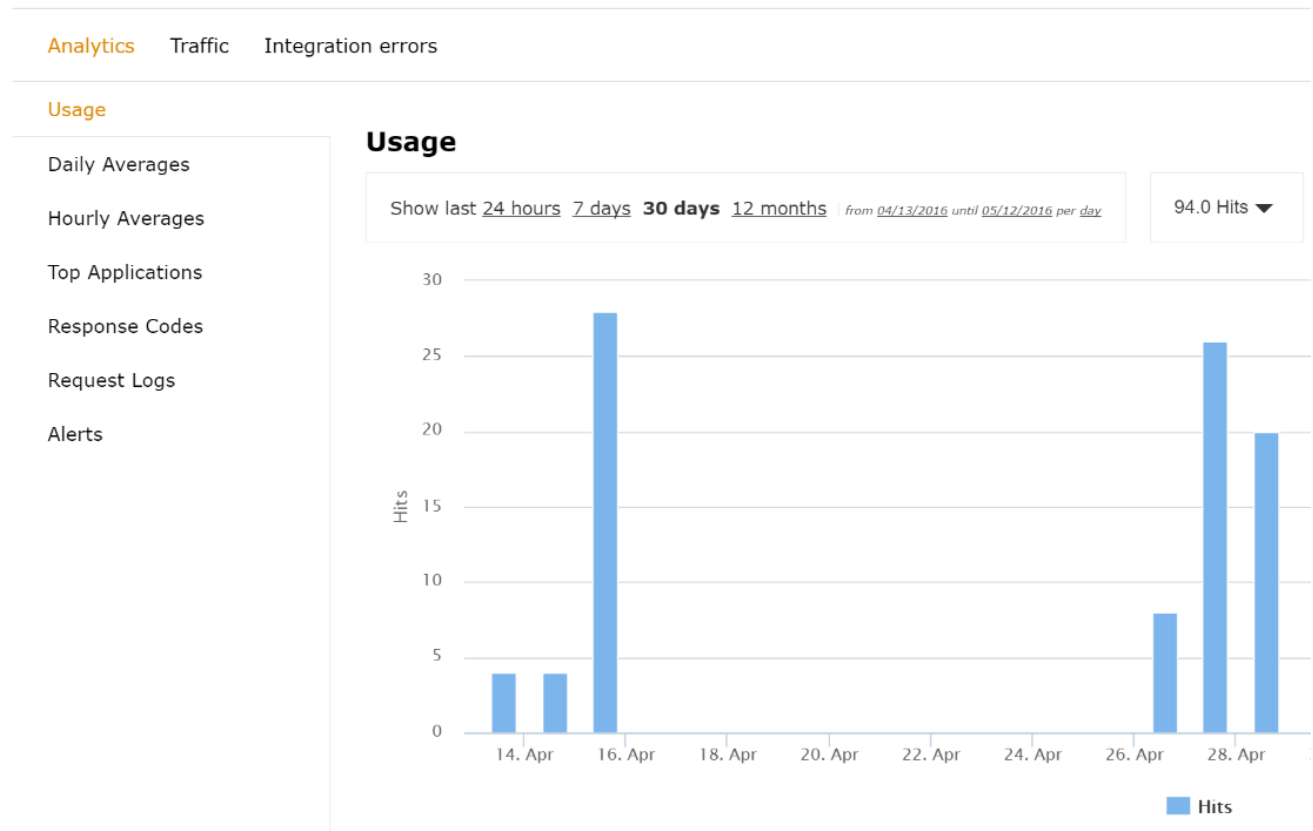 Analytics Traffic Integration errors
Usage
Daily Averages
Hourly Averages
Top Applications
Response Codes
Request Logs
Alerts
Usage
Show last 24 hours 7 days 30 days 12 months from 04/13/2016 until 05/12/2016 per day
94.0 Hits
30
25
20
15
10
5
0
Hits
14. Apr 16. Apr 18. Apr 20. Apr 22. Apr 24. Apr 26. Apr 28. Apr
Hits